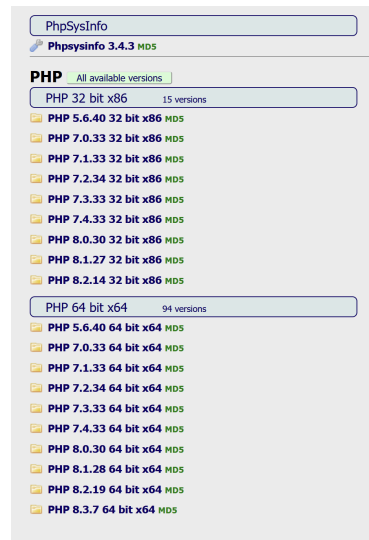 PhpSysInfo
Phpsysinfo 3.4.3 MD5
PHP All available versions
PHP 32 bit x86 15 versions
PHP 5.6.40 32 bit x86 MD5
PHP 7.0.33 32 bit x86 MD5
PHP 7.1.33 32 bit x86 MD5
PHP 7.2.34 32 bit x86 MD5
PHP 7.3.33 32 bit x86 MD5
PHP 7.4.33 32 bit x86 MD5
PHP 8.0.30 32 bit x86 MD5
PHP 8.1.27 32 bit x86 MD5
PHP 8.2.14 32 bit x86 MD5
PHP 64 bit x64 94 versions
PHP 5.6.40 64 bit x64 MD5
PHP 7.0.33 64 bit x64 MD5
PHP 7.1.33 64 bit x64 MD5
PHP 7.2.34 64 bit x64 MD5
PHP 7.3.33 64 bit x64 MD5
PHP 7.4.33 64 bit x64 MD5
PHP 8.0.30 64 bit x64 MD5
PHP 8.1.28 64 bit x64 MD5
PHP 8.2.19 64 bit x64 MD5
PHP 8.3.7 64 bit x64 MD5